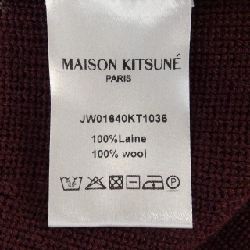 MAISON KITSUNÉ
PARIS
JW01640KT1036
100%Laine
100% wool